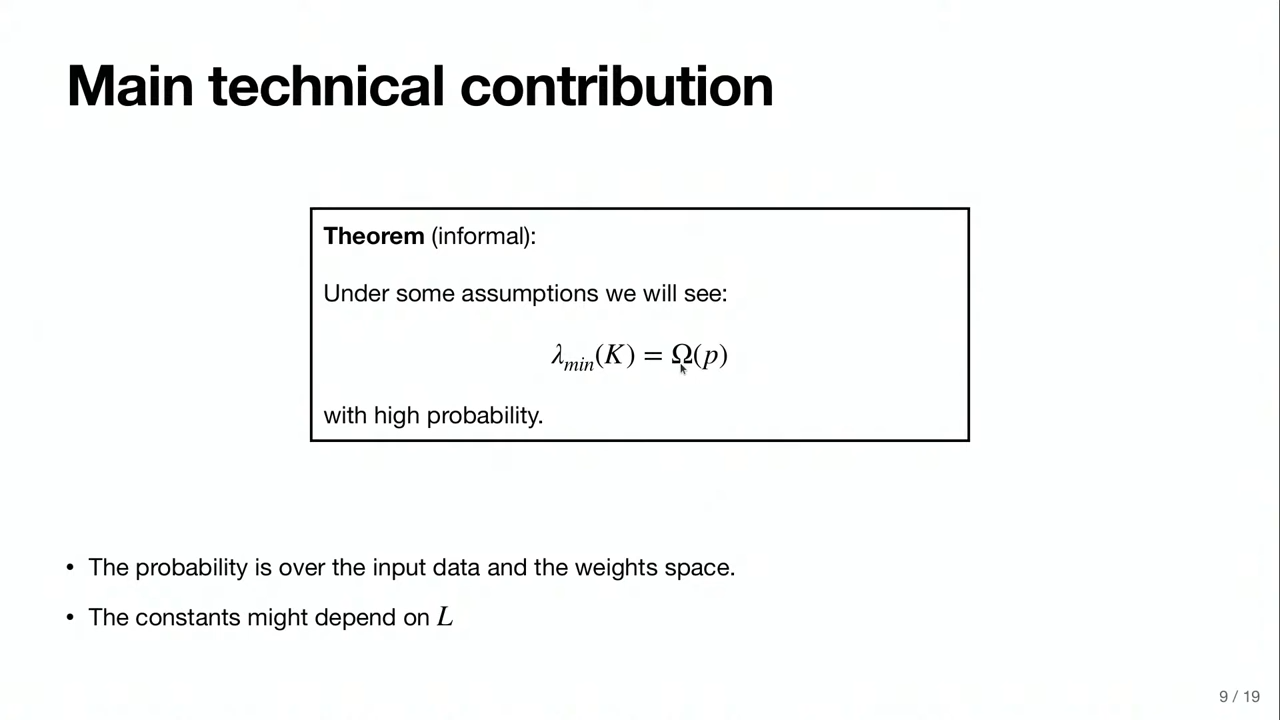 Main technical contribution
Theorem (informal):
Under some assumptions we will see:
λmin(K) = Ω(p)
with high probability.
• The probability is over the input data and the weights space.
• The constants might depend on L
9 / 19